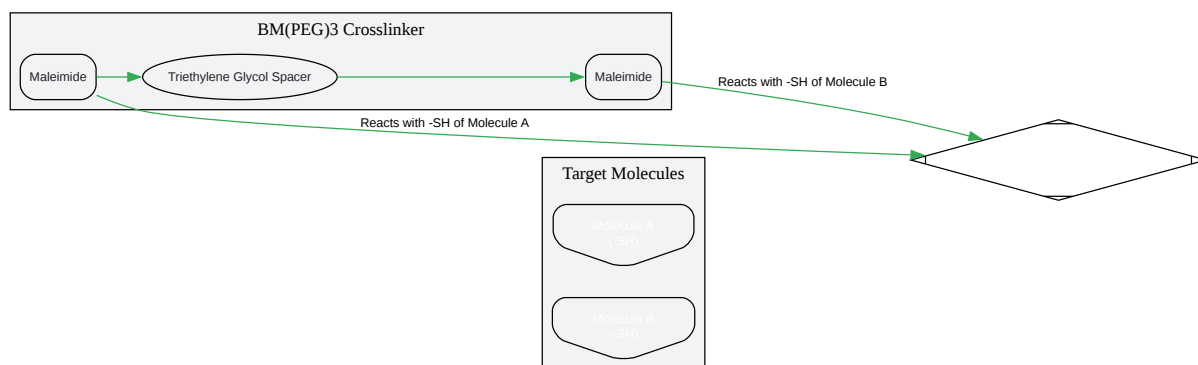 BM(PEG)3 Crosslinker
Maleimide
Triethylene Glycol Spacer
Maleimide
Reacts with -SH of Molecule B
Reacts with -SH of Molecule A
Target Molecules
Molecule A
(-SH)
Molecule B
(-SH)